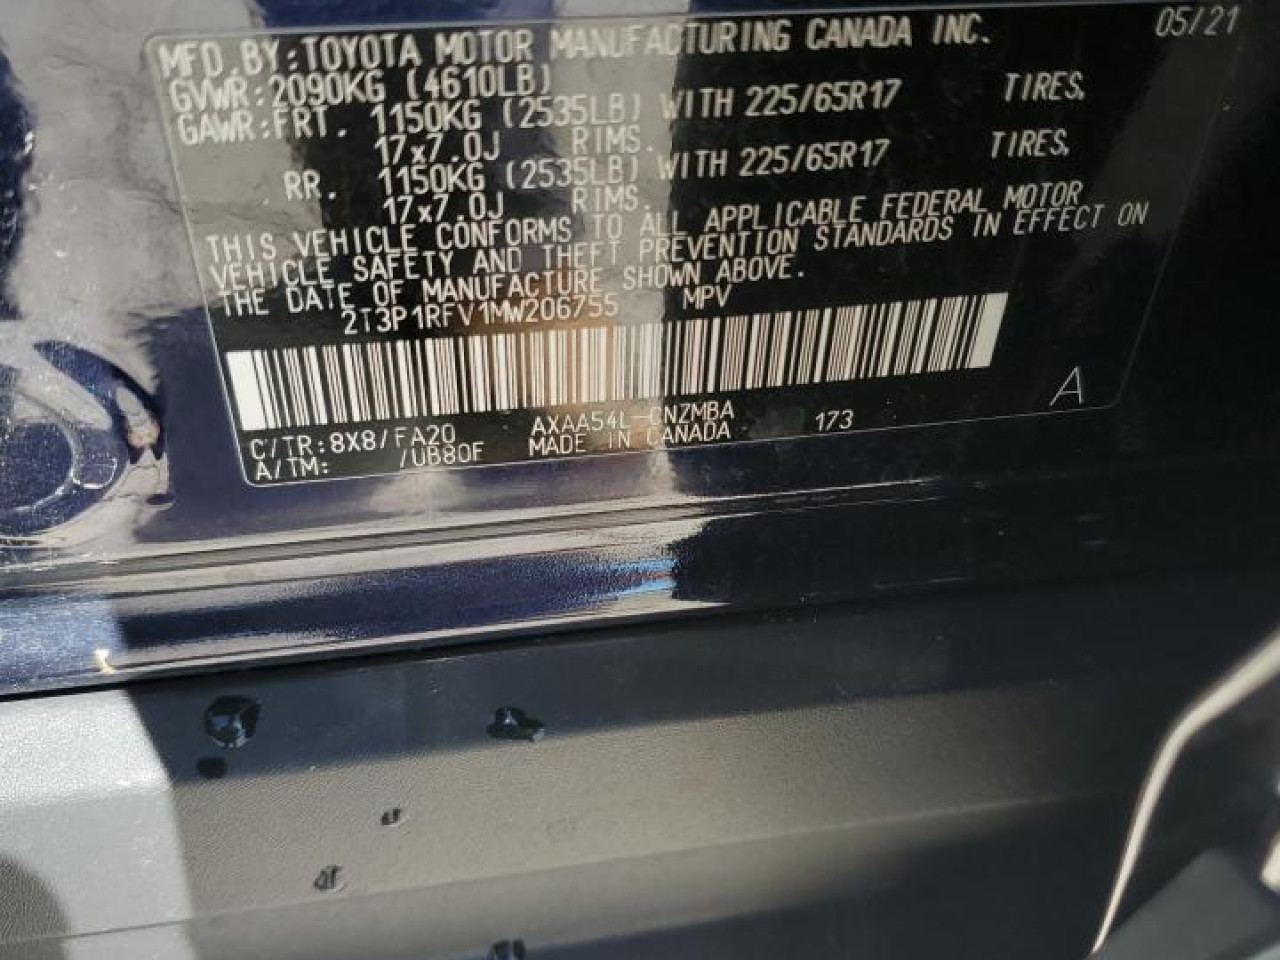 MFD. BY: TOYOTA MOTOR MANUFACTURING CANADA INC. 05/21
GVWR: 2090KG (4610LB)
GAWR: FRT. 1150KG (2535LB) WITH 225/65R17 TIRES,
17x7.0J RIMS.
RR. 1150KG (2535LB) WITH 225/65R17 TIRES,
17x7.0J RIMS.
THIS VEHICLE CONFORMS TO ALL APPLICABLE FEDERAL MOTOR
VEHICLE SAFETY AND THEFT PREVENTION STANDARDS IN EFFECT ON
THE DATE OF MANUFACTURE SHOWN ABOVE.
2T3P1RFV1MW206755 MPV
C/TR: 8X8/FA20 AXAA54L-CNZMBA 173 A
A/TM: /UB80F MADE IN CANADA